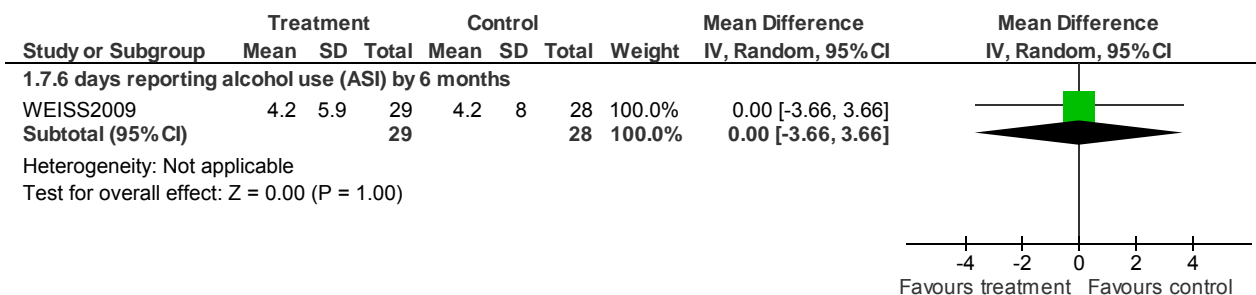 Treatment Control Mean Difference Mean Difference
Study or Subgroup Mean SD Total Mean SD Total Weight IV, Random, 95% CI IV, Random, 95% CI
1.7.6 days reporting alcohol use (ASI) by 6 months
WEISS2009 4.2 5.9 29 4.2 8 28 100.0% 0.00 [-3.66, 3.66]
Subtotal (95% CI) 29 28 100.0% 0.00 [-3.66, 3.66]
Heterogeneity: Not applicable
Test for overall effect: Z = 0.00 (P = 1.00)
-4 -2 0 2 4
Favours treatment Favours control